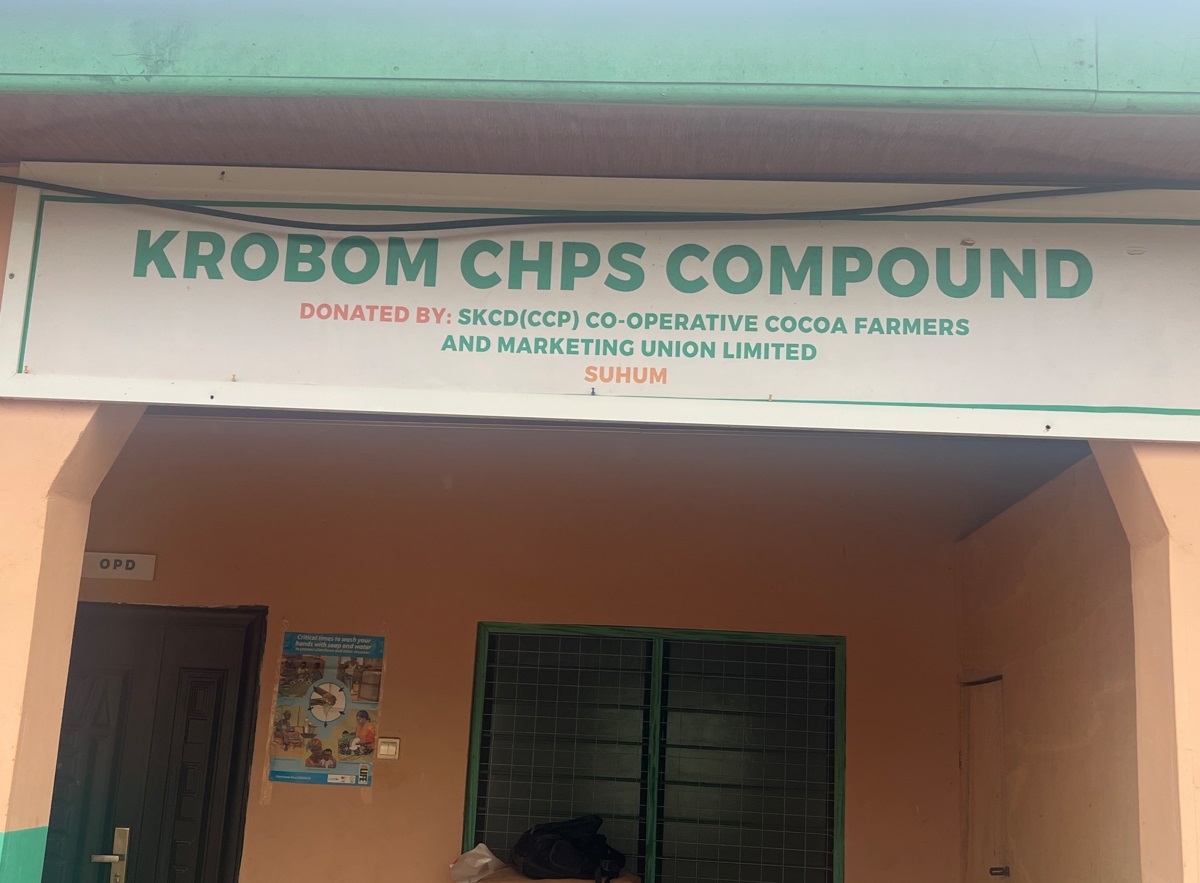 KROBOM CHPS COMPOUND
DONATED BY: SKCD(CCP) CO-OPERATIVE COCOA FARMERS
AND MARKETING UNION LIMITED
SUHUM
OPD
Critical times to wash your
hands with soap and water
LIFE